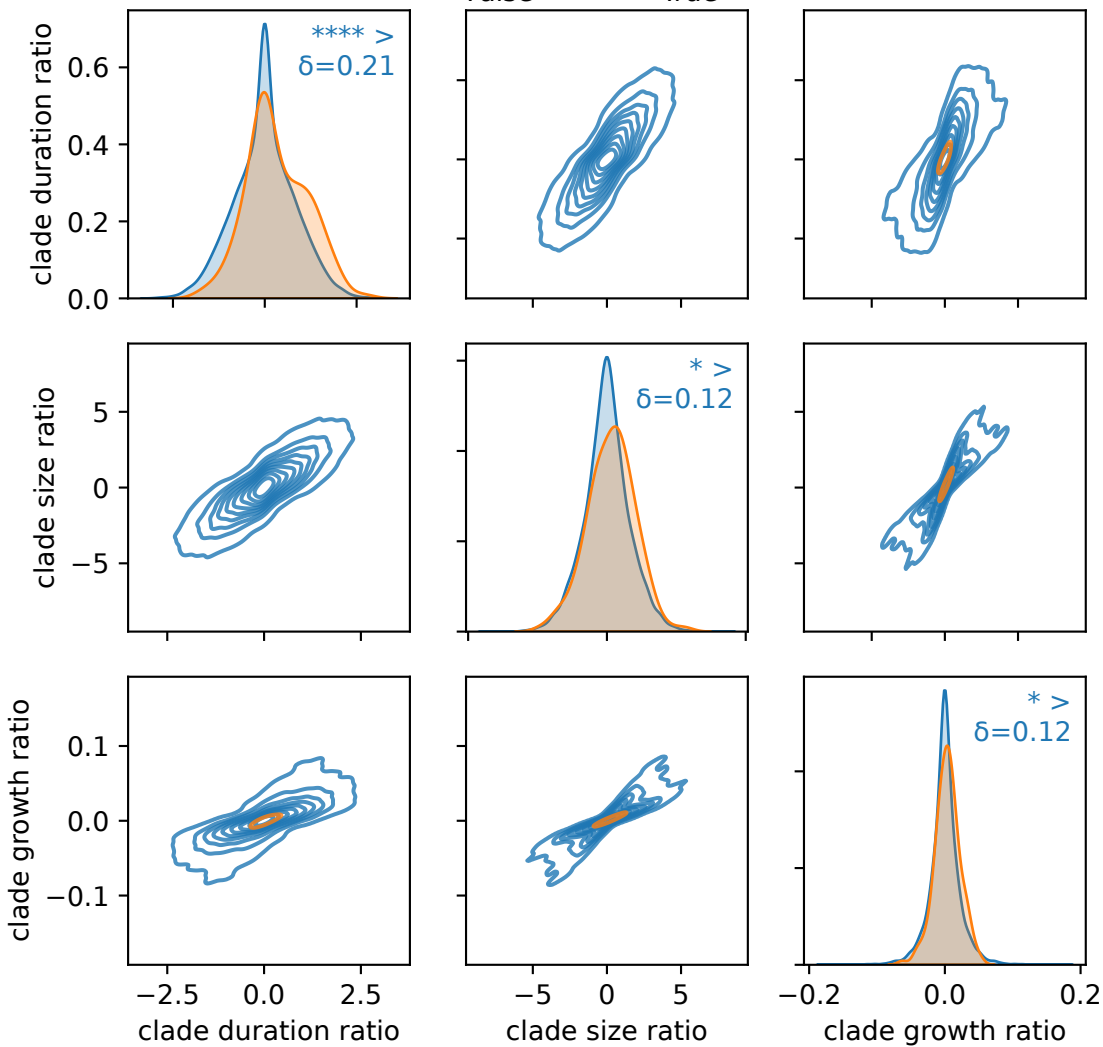 **** >
δ=0.21
clade duration ratio
0.6
0.4
0.2
0.0
* >
δ=0.12
clade size ratio
5
0
−5
* >
δ=0.12
clade growth ratio
0.1
0.0
−0.1
−2.5 0.0 2.5 −5 0 5 −0.2 0.0 0.2
clade duration ratio clade size ratio clade growth ratio